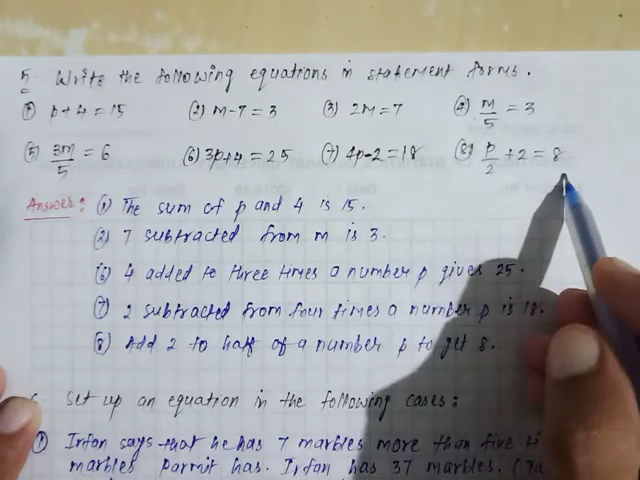 5. Write the following equations in statement forms.
(1) p+4=15 (2) m-7=3 (3) 2m=7 (4) m/5 = 3
(5) 3m/5 = 6 (6) 3p+4=25 (7) 4p-2=18 (8) p/2 +2=8
Answer: (1) The sum of p and 4 is 15.
(2) 7 subtracted from m is 3.
(6) 4 added to three times a number p gives 25.
(7) 2 subtracted from four times a number p is 18.
(8) Add 2 to half of a number p to get 8.
6. Set up an equation in the following cases:
(1) Irfan says that he has 7 marbles more than five ti
marbles Parmit has. Irfan has 37 marbles. (Ta